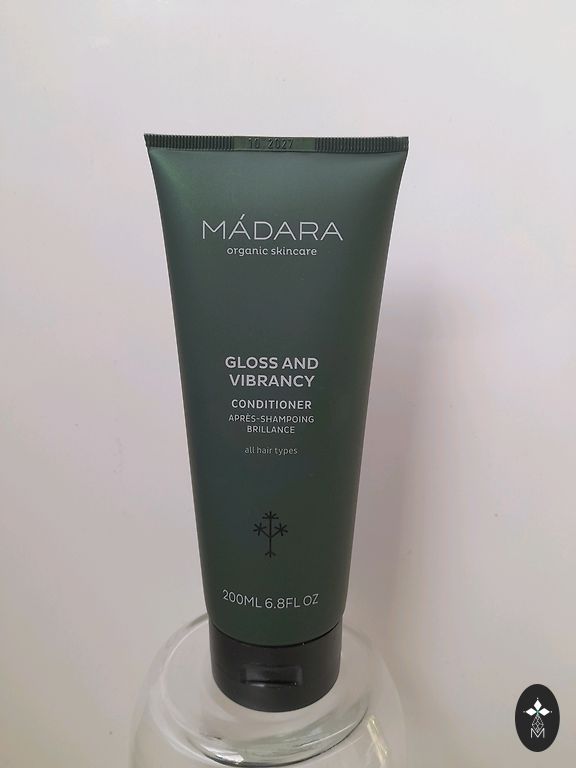 10 2027
MÁDARA
organic skincare
GLOSS AND
VIBRANCY
CONDITIONER
APRÈS-SHAMPOING
BRILLANCE
all hair types
200ML 6.8FL OZ
M